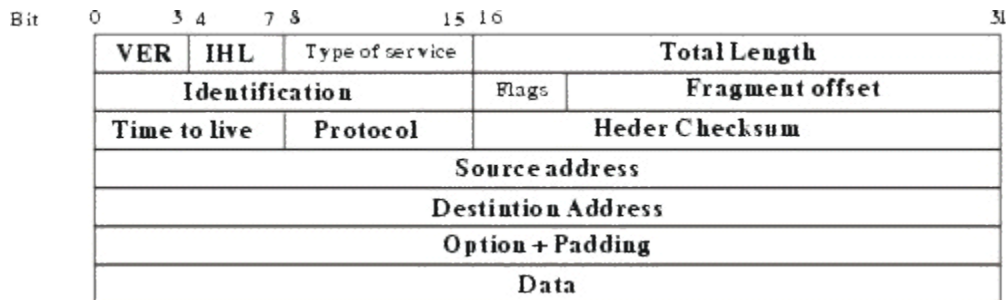 Bit 0 3 4 7 8 15 16 31
VER IHL Type of service Total Length
Identification Flags Fragment offset
Time to live Protocol Heder Checksum
Source address
Destintion Address
Option + Padding
Data